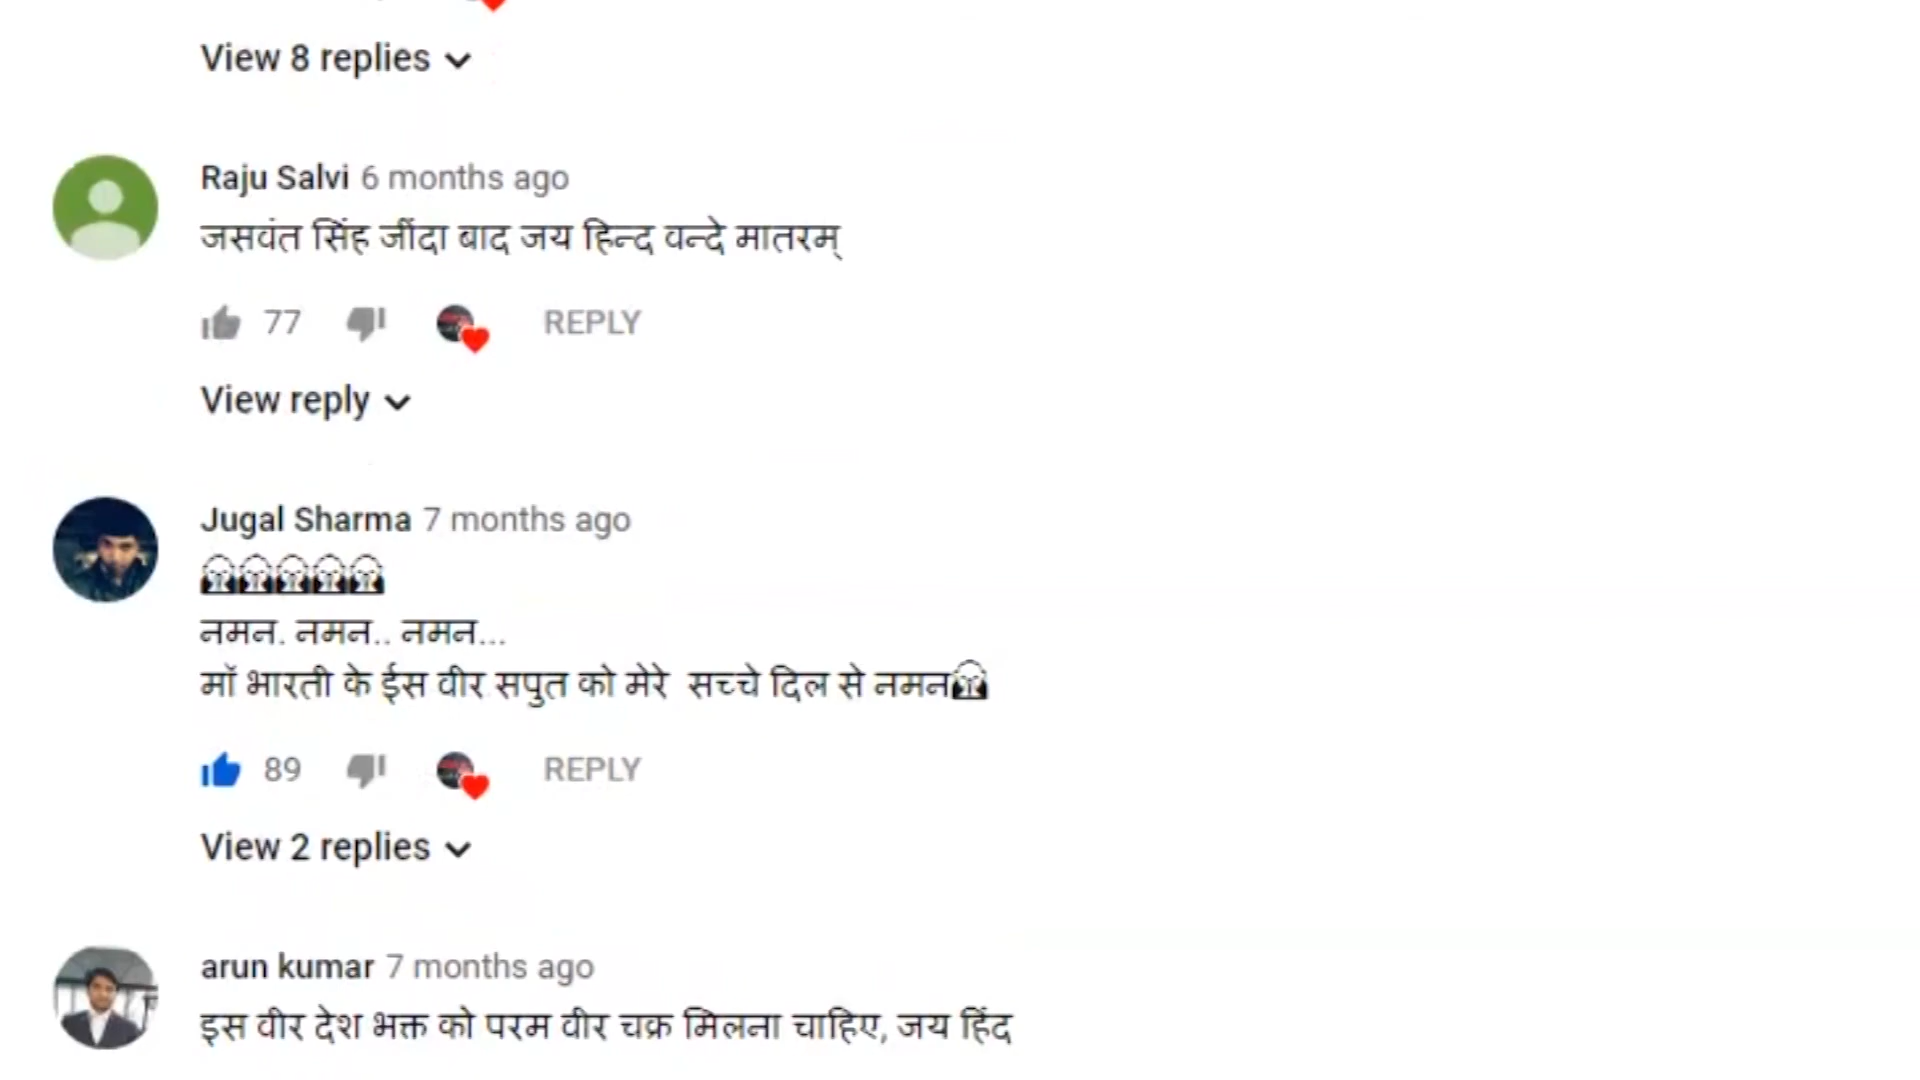 View 8 replies
Raju Salvi 6 months ago
जसवंत सिंह जींदा बाद जय हिन्द वन्दे मातरम्
77 REPLY
View reply
Jugal Sharma 7 months ago
नमन. नमन.. नमन...
मॉ भारती के ईस वीर सपुत को मेरे सच्चे दिल से नमन
89 REPLY
View 2 replies
arun kumar 7 months ago
इस वीर देश भक्त को परम वीर चक्र मिलना चाहिए, जय हिंद